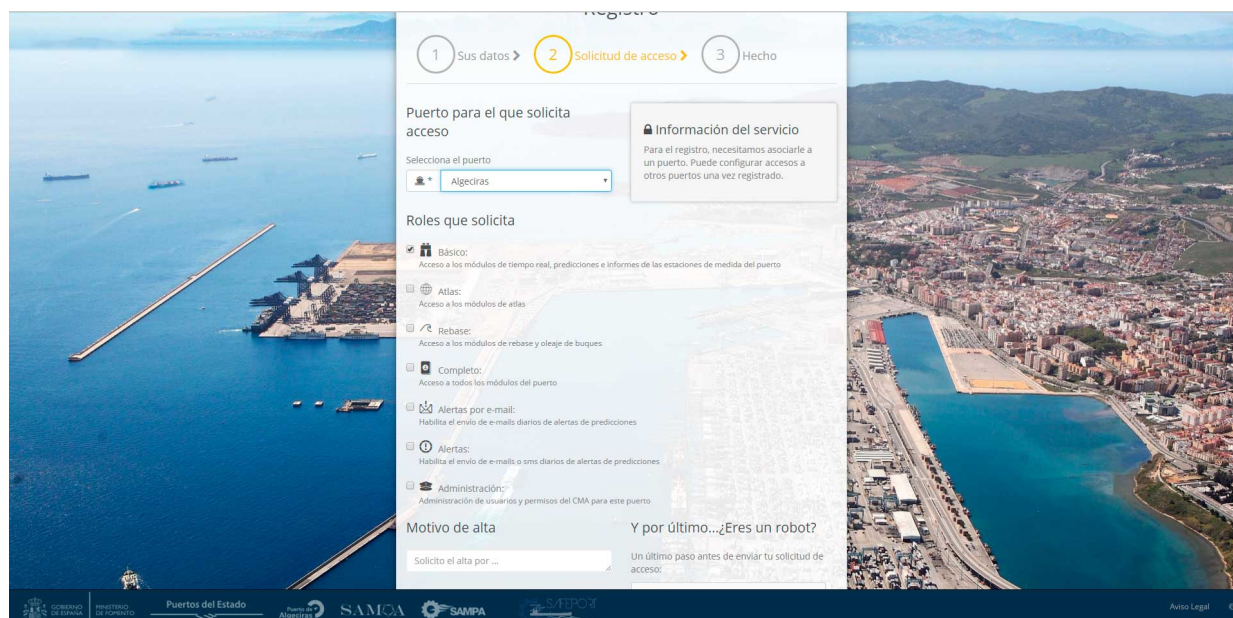 Registro
1 Sus datos
2 Solicitud de acceso
3 Hecho
Puerto para el que solicita
acceso
Selecciona el puerto
* Algeciras
Información del servicio
Para el registro, necesitamos asociarle a
un puerto. Puede configurar accesos a
otros puertos una vez registrado.
Roles que solicita
Básico:
Acceso a los módulos de tiempo real, predicciones e informes de las estaciones de medida del puerto
Atlas:
Acceso a los módulos de atlas
Rebase:
Acceso a los módulos de rebase y oleaje de buques
Completo:
Acceso a todos los módulos del puerto
Alertas por e-mail:
Habilita el envío de e-mails diarios de alertas de predicciones
Alertas:
Habilita el envío de e-mails o sms diarios de alertas de predicciones
Administración:
Administración de usuarios y permisos del CMA para este puerto
Motivo de alta
Solicito el alta por ...
Y por último...¿Eres un robot?
Un último paso antes de enviar tu solicitud de
acceso:
GOBIERNO
DE ESPAÑA
MINISTERIO
DE FOMENTO
Puertos del Estado
Puerto de
Algeciras
SAMOA
SAMPA
SAFEPORT
Aviso Legal